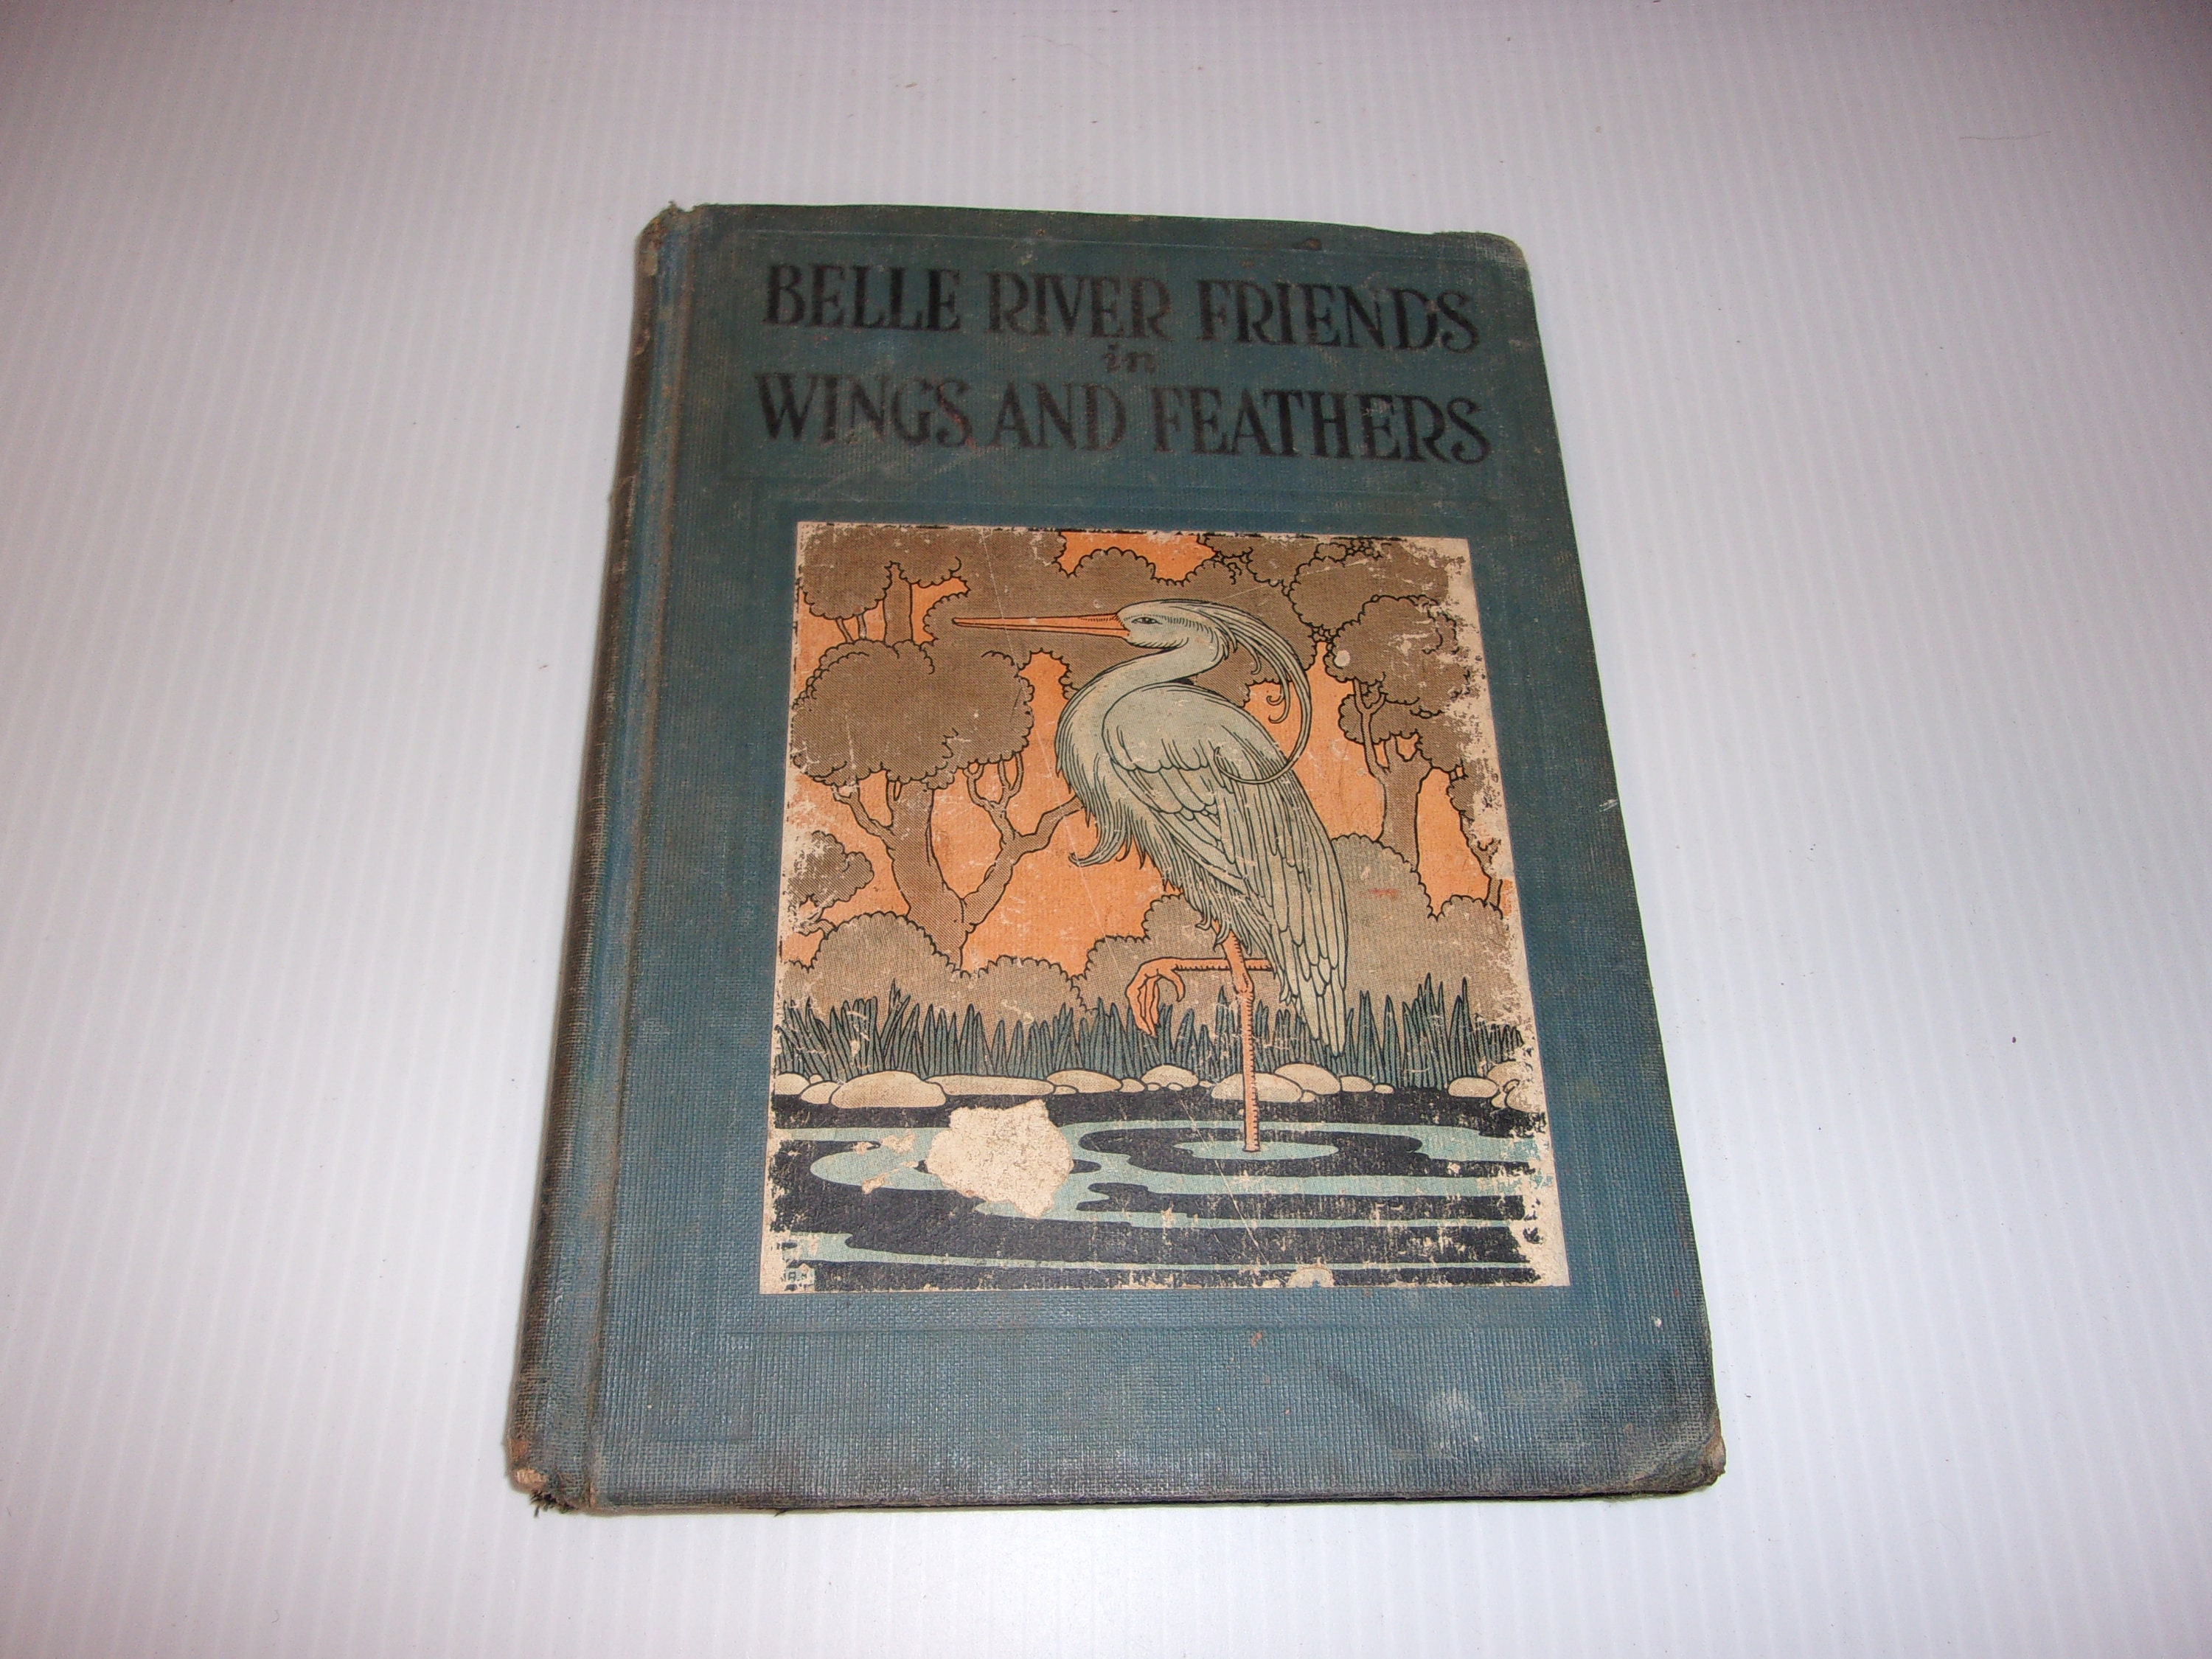 BELLE RIVER FRIENDS
in
WINGS AND FEATHERS